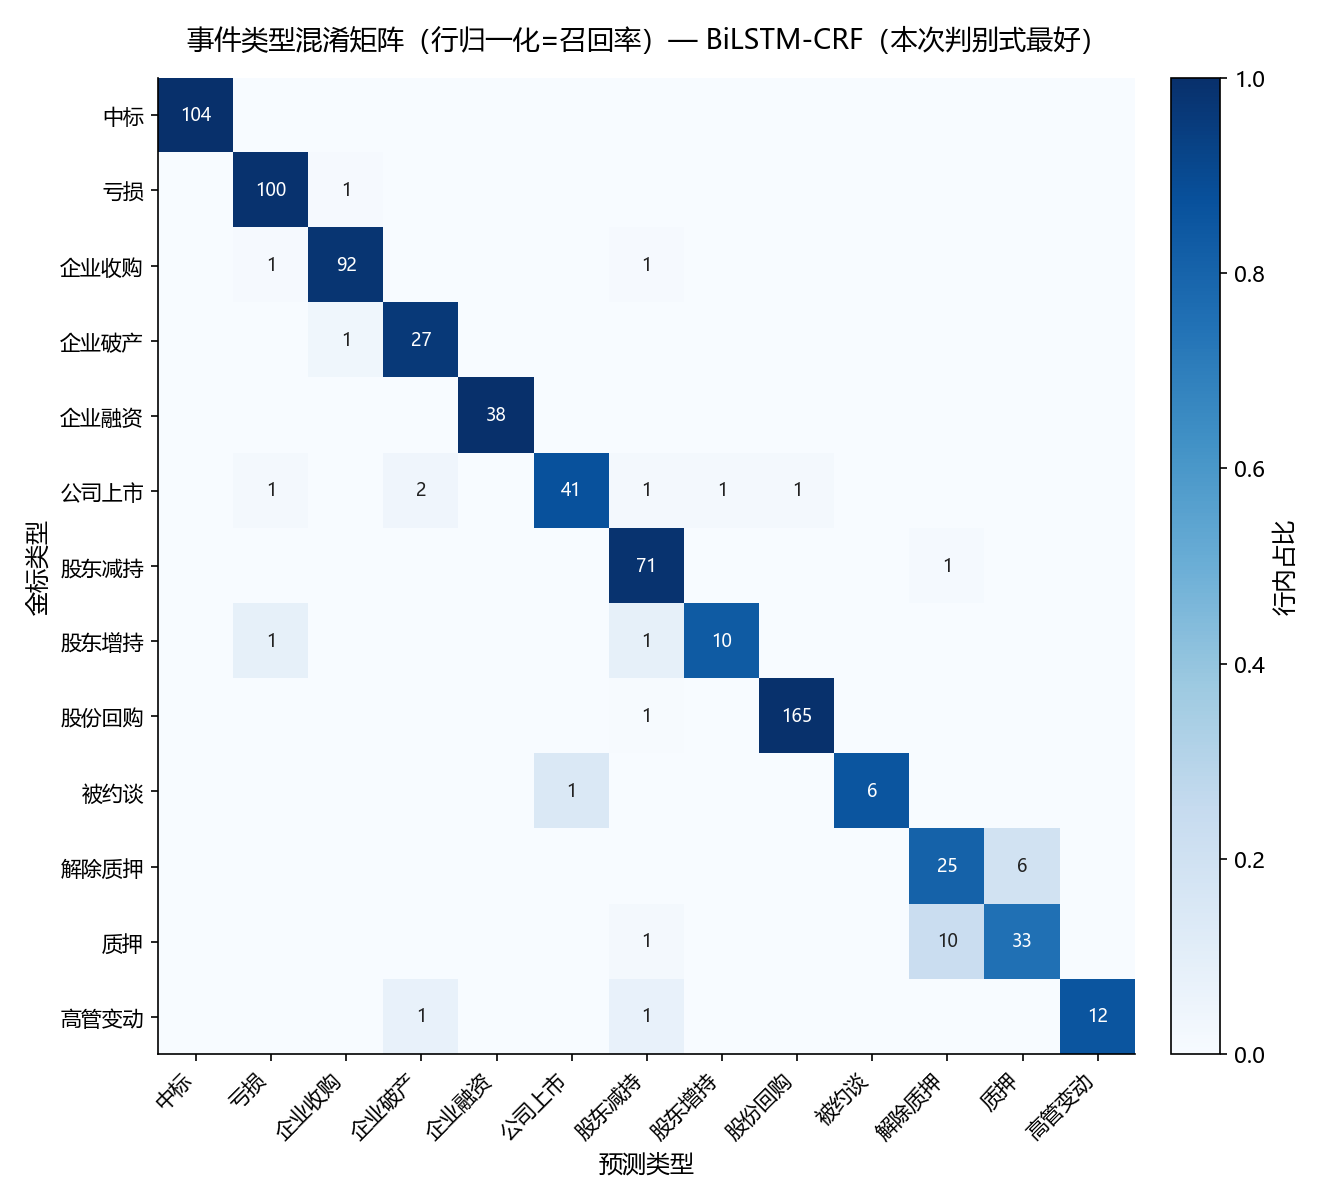 事件类型混淆矩阵（行归一化=召回率）— BiLSTM-CRF（本次判别式最好）
中标 104
亏损 100 1
企业收购 1 92 1
企业破产 1 27
企业融资 38
公司上市 1 2 41 1 1 1
股东减持 71 1
股东增持 1 1 10
股份回购 1 165
被约谈 1 6
解除质押 25 6
质押 1 10 33
高管变动 1 1 12
金标类型
中标 亏损 企业收购 企业破产 企业融资 公司上市 股东减持 股东增持 股份回购 被约谈 解除质押 质押 高管变动
预测类型
1.0
0.8
0.6
0.4
0.2
0.0
行内占比